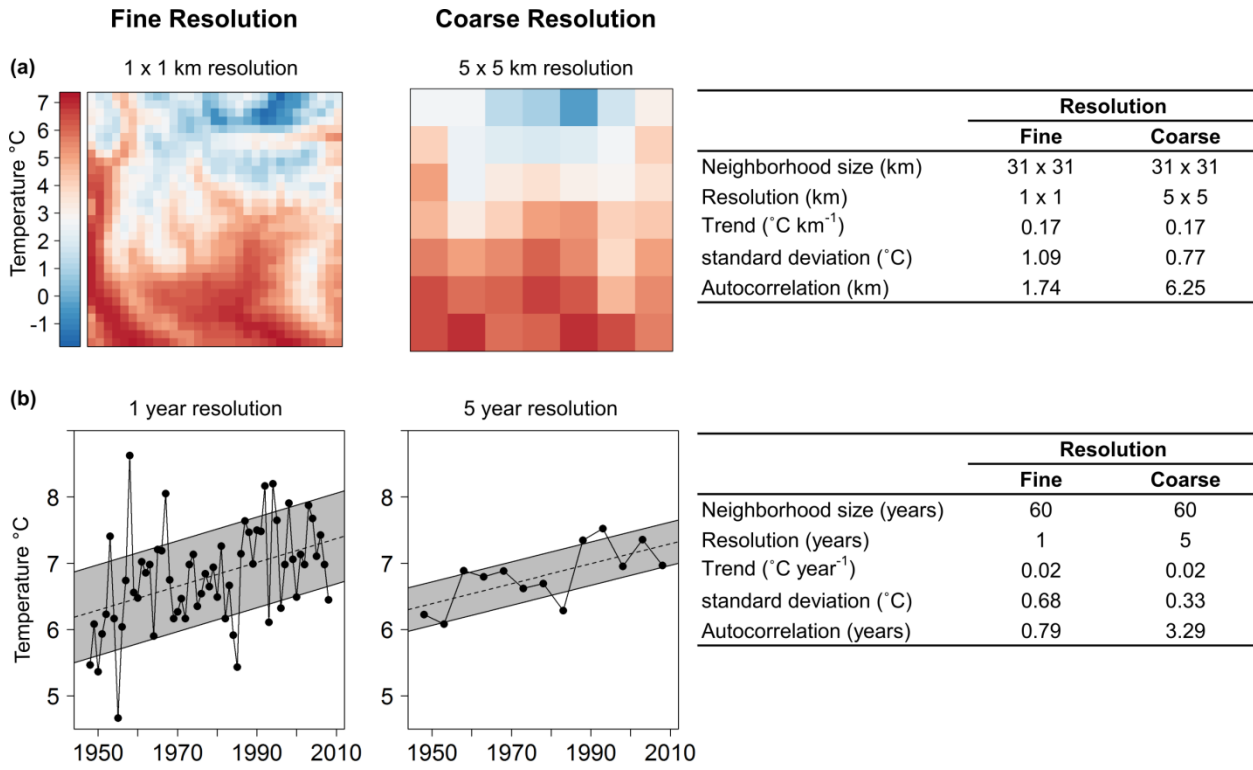 Fine Resolution
Coarse Resolution
(a)
1 x 1 km resolution
5 x 5 km resolution
Temperature °C
7
6
5
4
3
2
1
0
-1
Resolution
Fine Coarse
Neighborhood size (km) 31 x 31 31 x 31
Resolution (km) 1 x 1 5 x 5
Trend (°C km⁻¹) 0.17 0.17
standard deviation (°C) 1.09 0.77
Autocorrelation (km) 1.74 6.25
(b)
1 year resolution
5 year resolution
Temperature °C
8
7
6
5
1950 1970 1990 2010
8
7
6
5
1950 1970 1990 2010
Resolution
Fine Coarse
Neighborhood size (years) 60 60
Resolution (years) 1 5
Trend (°C year⁻¹) 0.02 0.02
standard deviation (°C) 0.68 0.33
Autocorrelation (years) 0.79 3.29